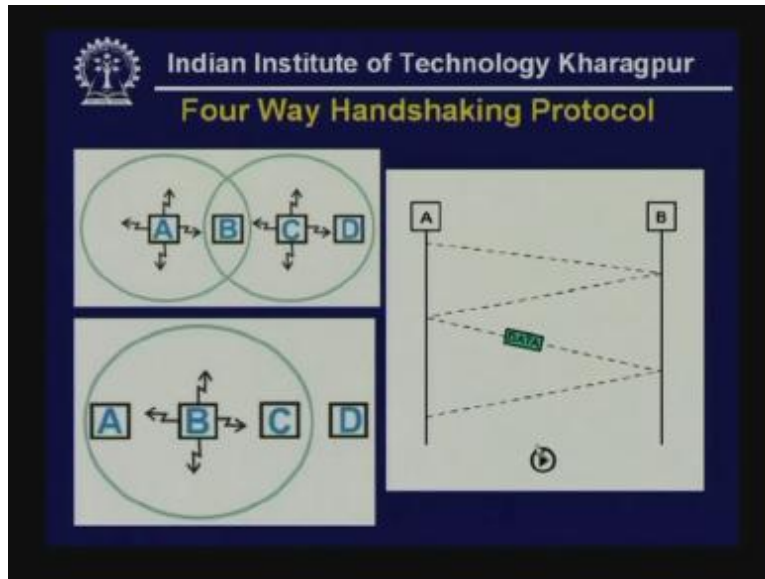 Indian Institute of Technology Kharagpur
Four Way Handshaking Protocol
A B C D
A B C D
A B
DATA